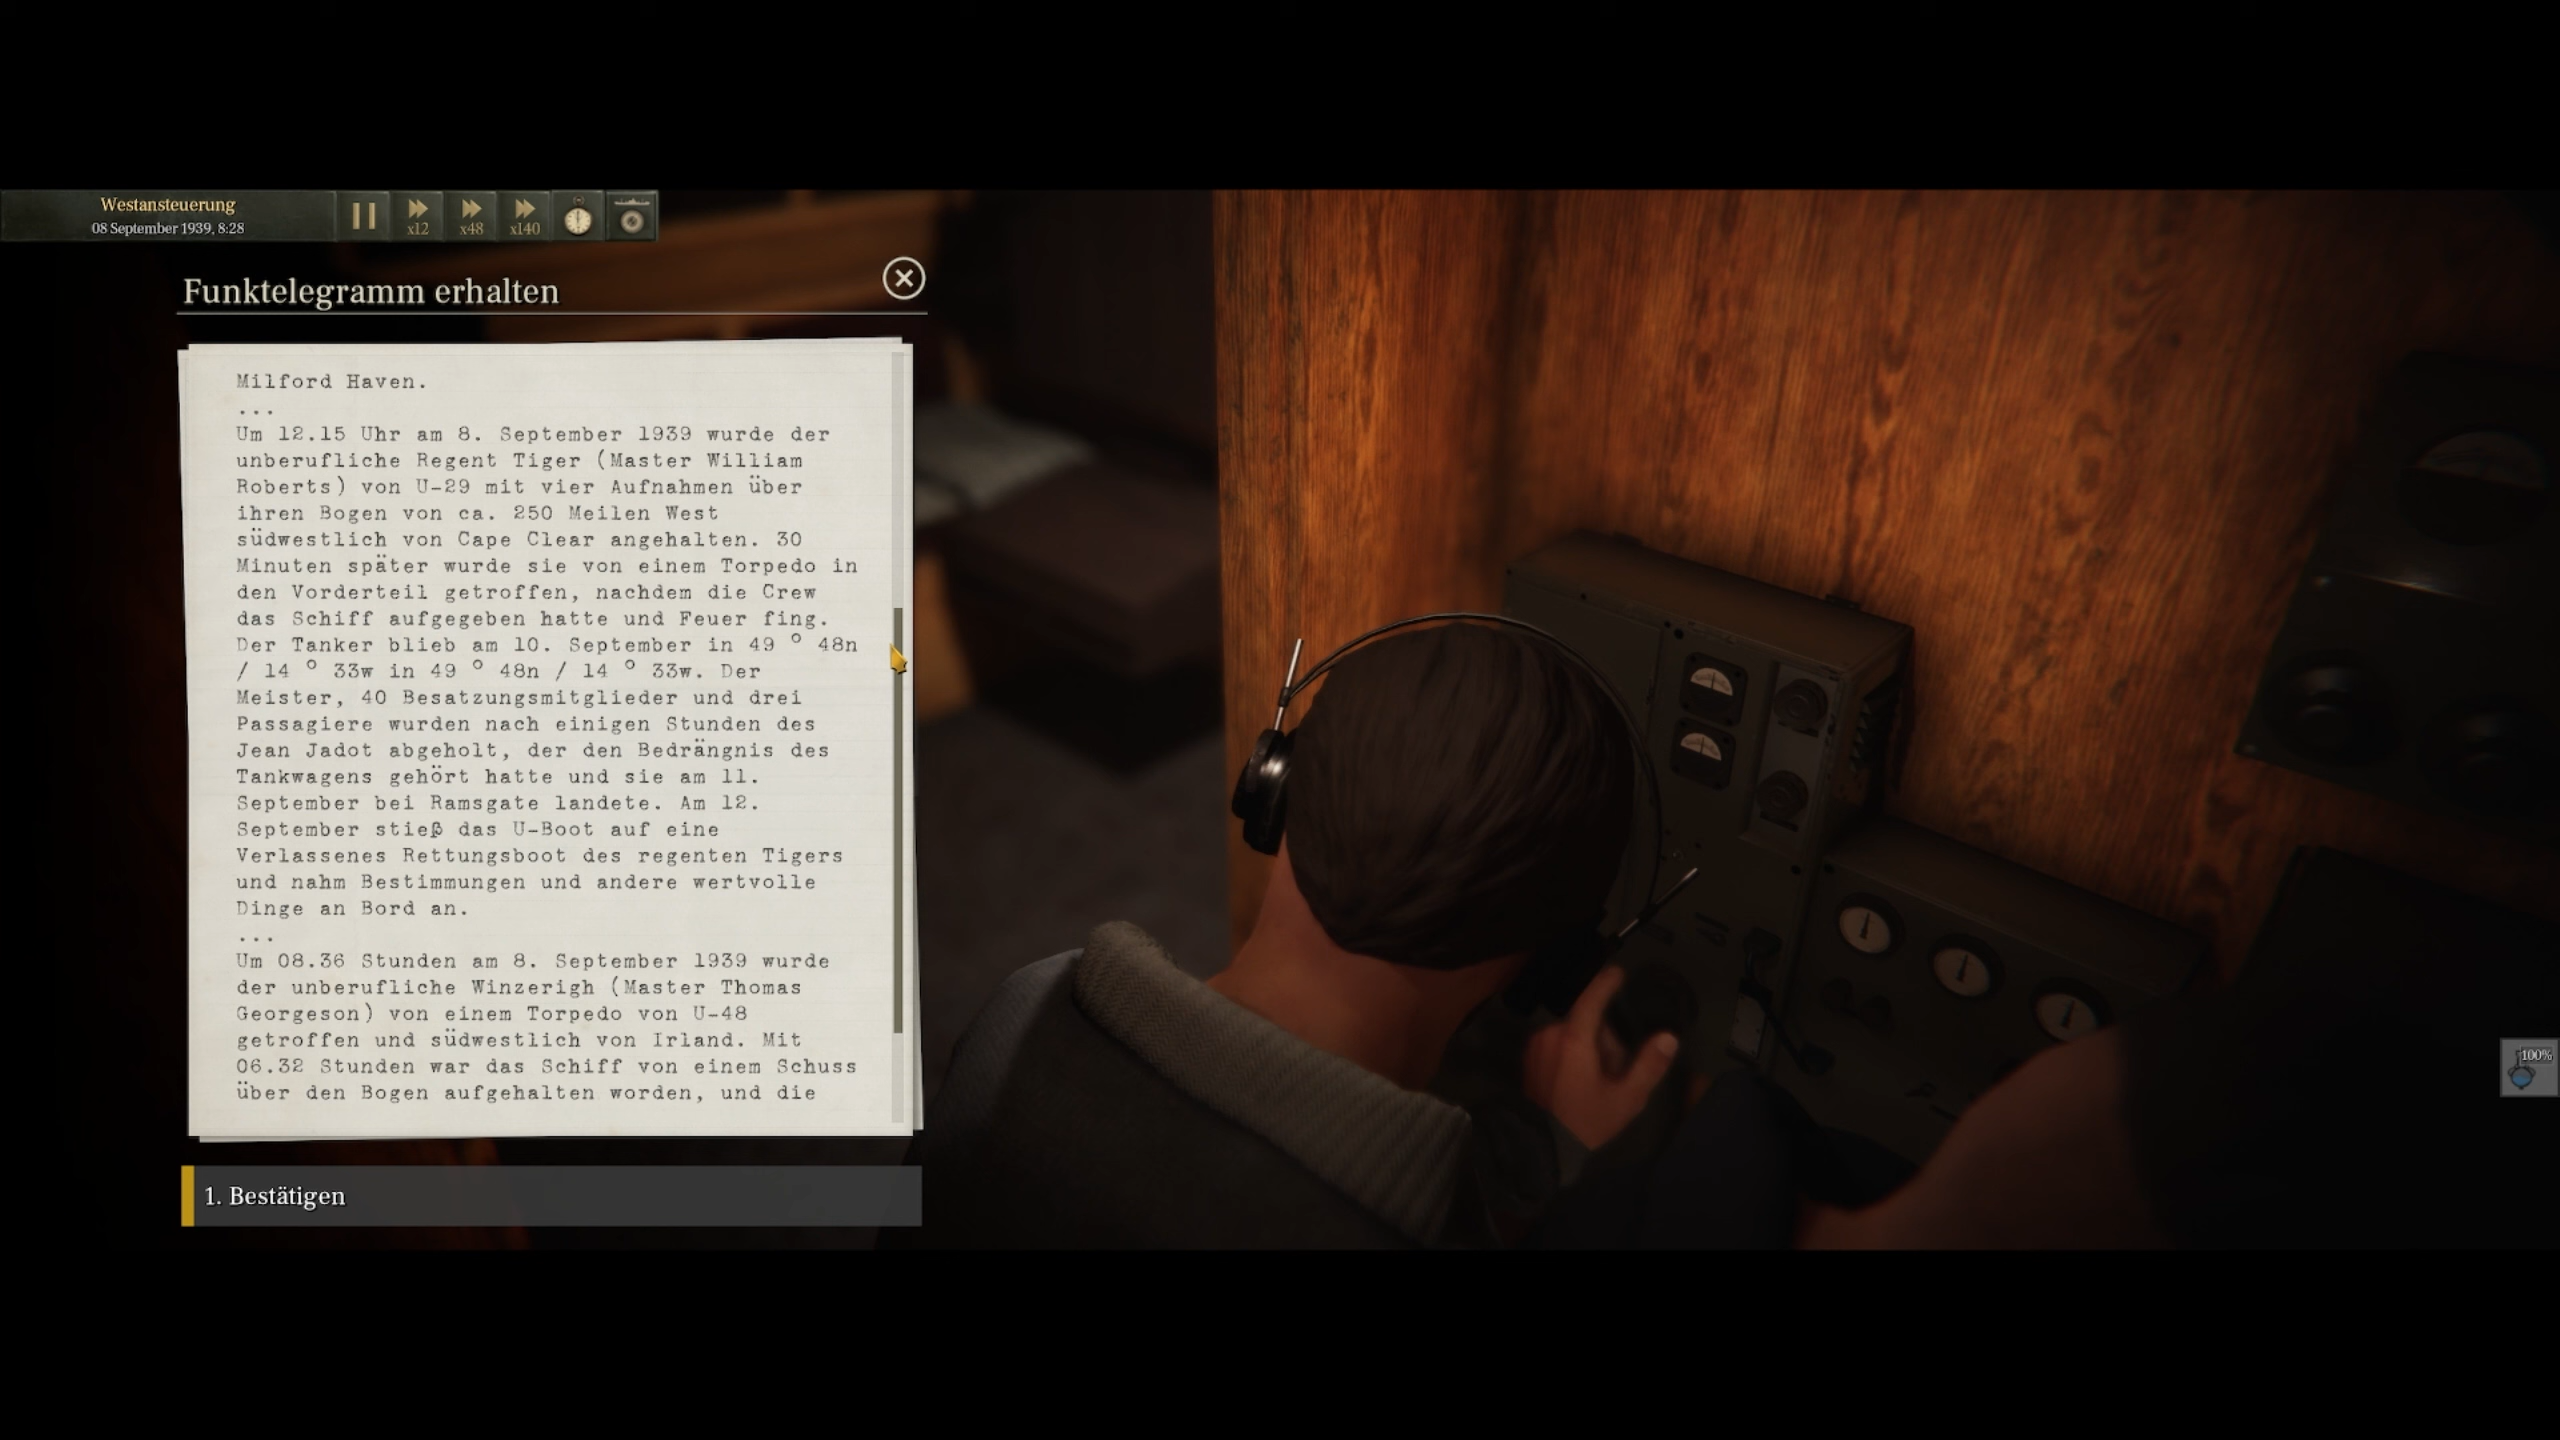 Westansteuerung
08 September 1939, 8:28
x12
x48
x140
Funktelegramm erhalten
Milford Haven.
...
Um 12.15 Uhr am 8. September 1939 wurde der
unberufliche Regent Tiger (Master William
Roberts) von U-29 mit vier Aufnahmen über
ihren Bogen von ca. 250 Meilen West
südwestlich von Cape Clear angehalten. 30
Minuten später wurde sie von einem Torpedo in
den Vorderteil getroffen, nachdem die Crew
das Schiff aufgegeben hatte und Feuer fing.
Der Tanker blieb am 10. September in 49 ° 48n
/ 14 ° 33w in 49 ° 48n / 14 ° 33w. Der
Meister, 40 Besatzungsmitglieder und drei
Passagiere wurden nach einigen Stunden des
Jean Jadot abgeholt, der den Bedrängnis des
Tankwagens gehört hatte und sie am 11.
September bei Ramsgate landete. Am 12.
September stieß das U-Boot auf eine
Verlassenes Rettungsboot des regenten Tigers
und nahm Bestimmungen und andere wertvolle
Dinge an Bord an.
...
Um 08.36 Stunden am 8. September 1939 wurde
der unberufliche Winzerigh (Master Thomas
Georgeson) von einem Torpedo von U-48
getroffen und südwestlich von Irland. Mit
06.32 Stunden war das Schiff von einem Schuss
über den Bogen aufgehalten worden, und die
1. Bestätigen
100%